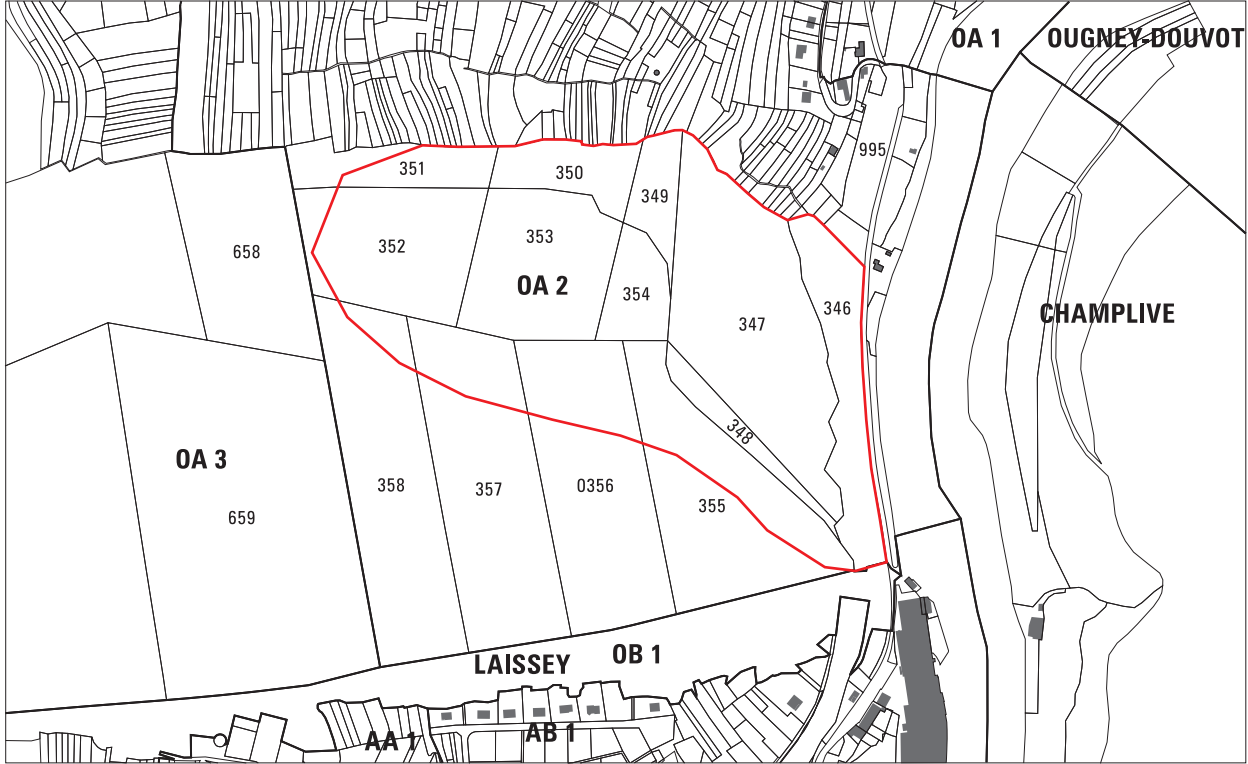 OA 1
OUGNEY-DOUVOT
995
351
350
349
658
352
353
OA 2
354
347
346
CHAMPLIVE
348
OA 3
659
358
357
0356
355
LAISSEY
OB 1
AA 1
AB 1